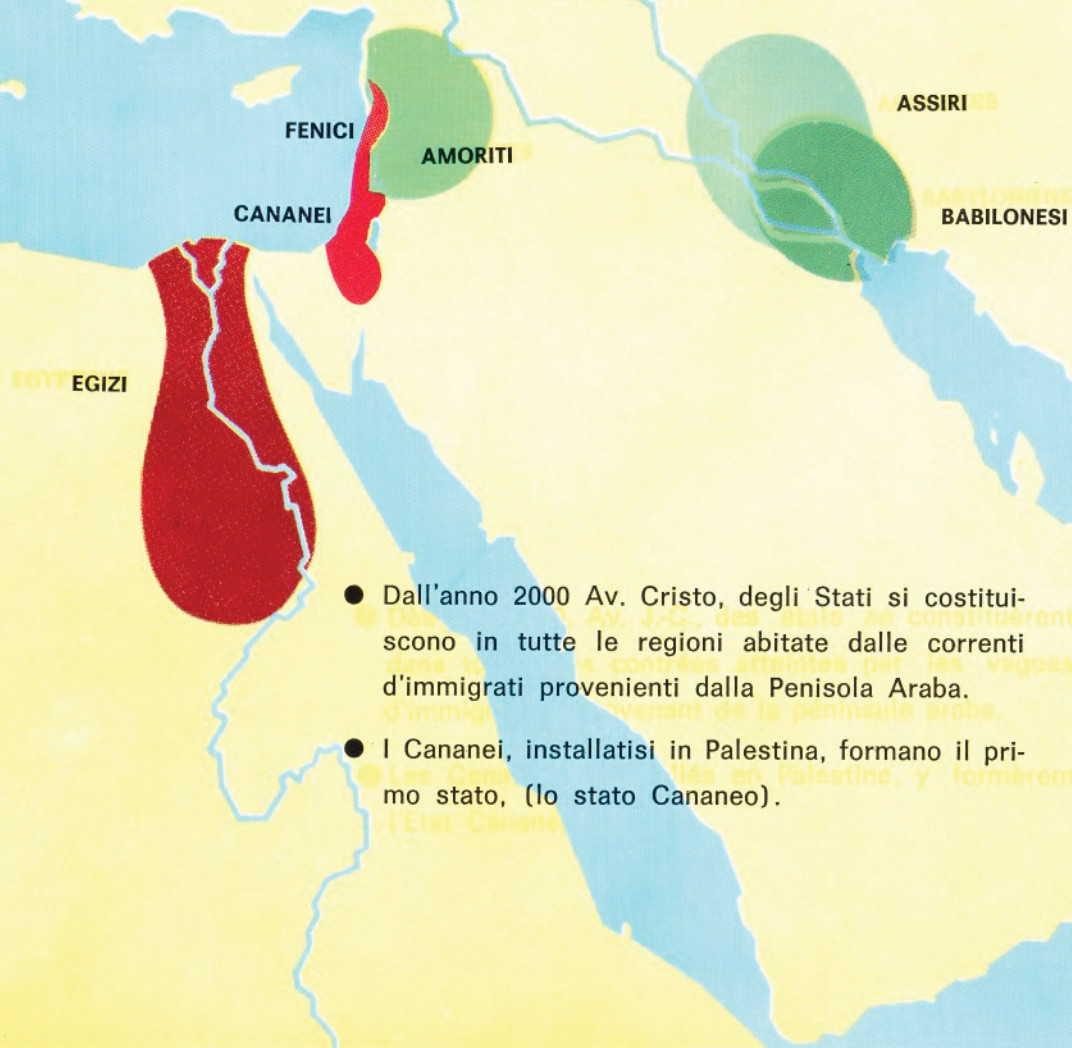 ASSIRI
FENICI
AMORITI
CANANEI
BABILONESI
EGIZI
● Dall'anno 2000 Av. Cristo, degli Stati si costitui-
scono in tutte le regioni abitate dalle correnti
d'immigrati provenienti dalla Penisola Araba.
● I Cananei, installatisi in Palestina, formano il pri-
mo stato, (lo stato Cananeo).